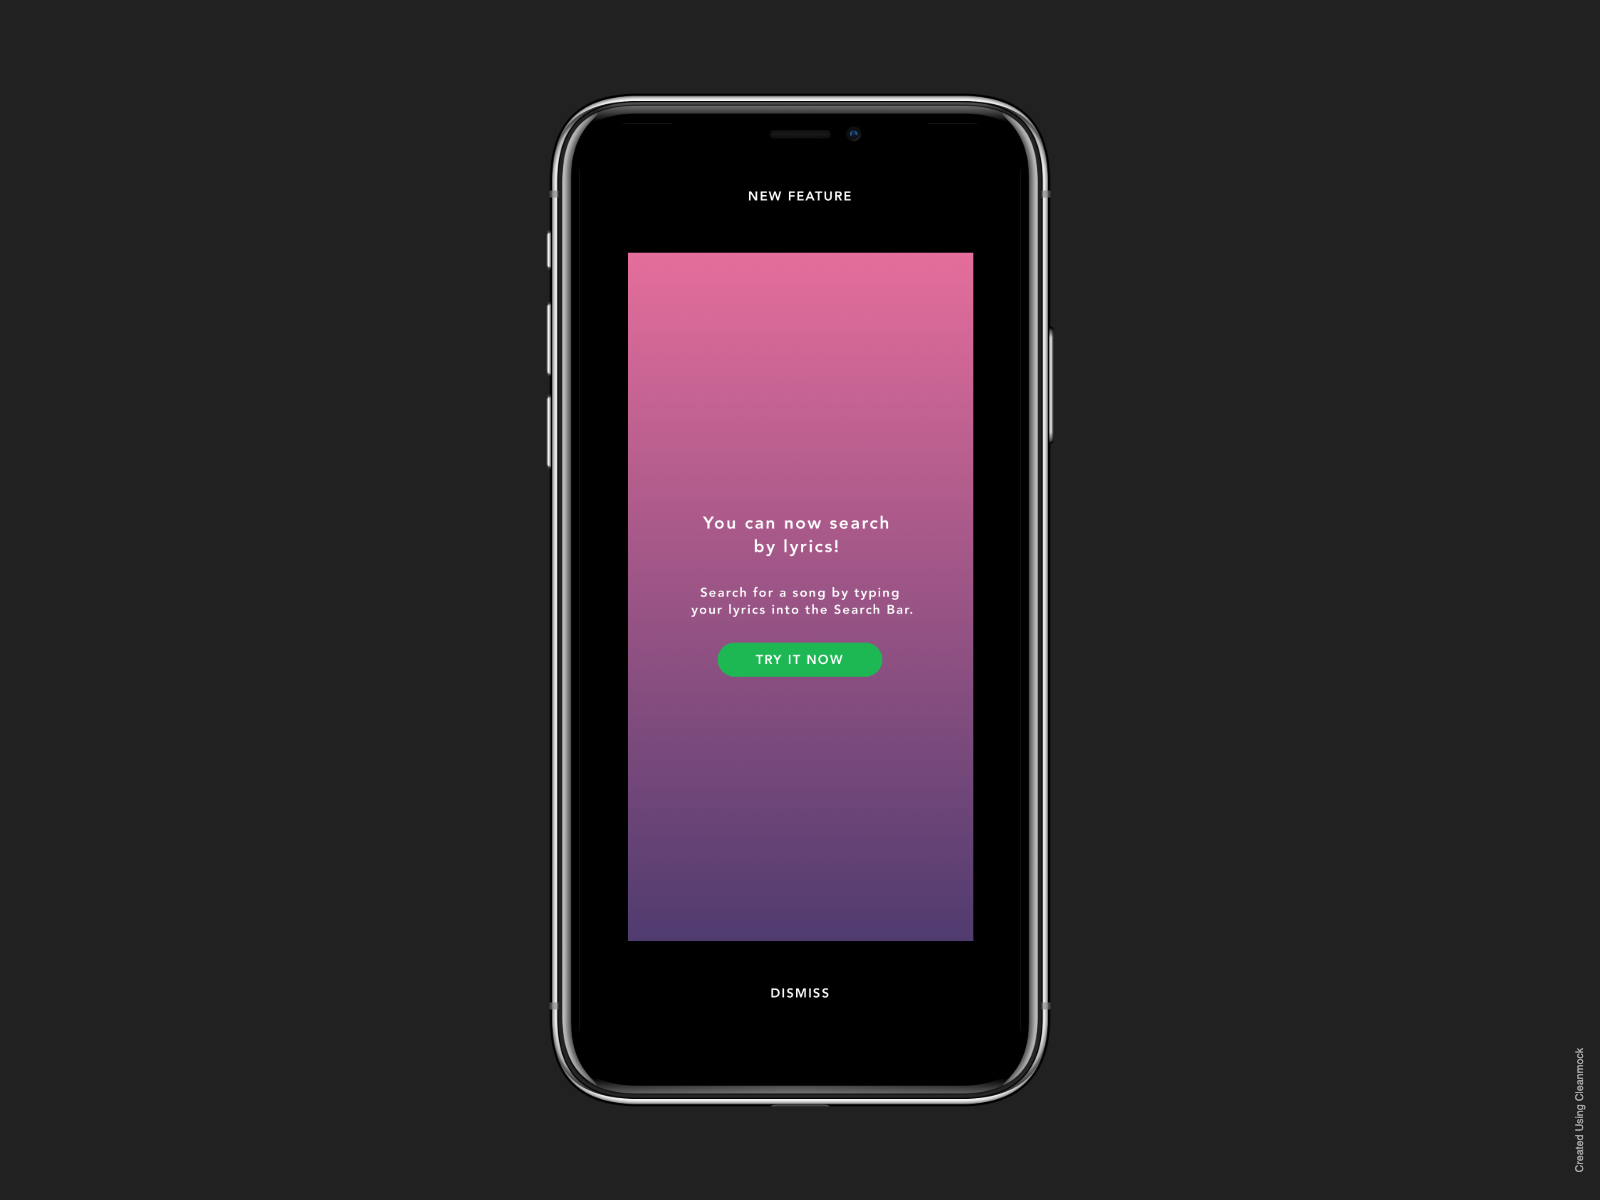 NEW FEATURE
You can now search
by lyrics!
Search for a song by typing
your lyrics into the Search Bar.
TRY IT NOW
DISMISS
Created Using Cleanmock